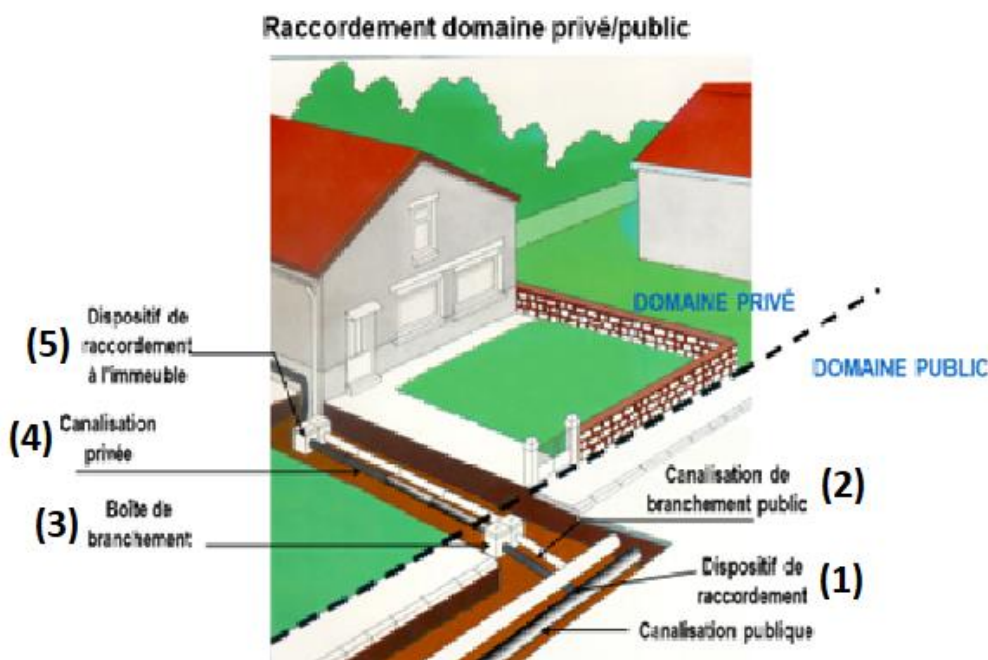 Raccordement domaine privé/public
DOMAINE PRIVÉ
DOMAINE PUBLIC
(5) Dispositif de
raccordement
à l'immeuble
(4) Canalisation
privée
(3) Boîte de
branchement
Canalisation de
branchement public (2)
Dispositif de
raccordement (1)
Canalisation publique